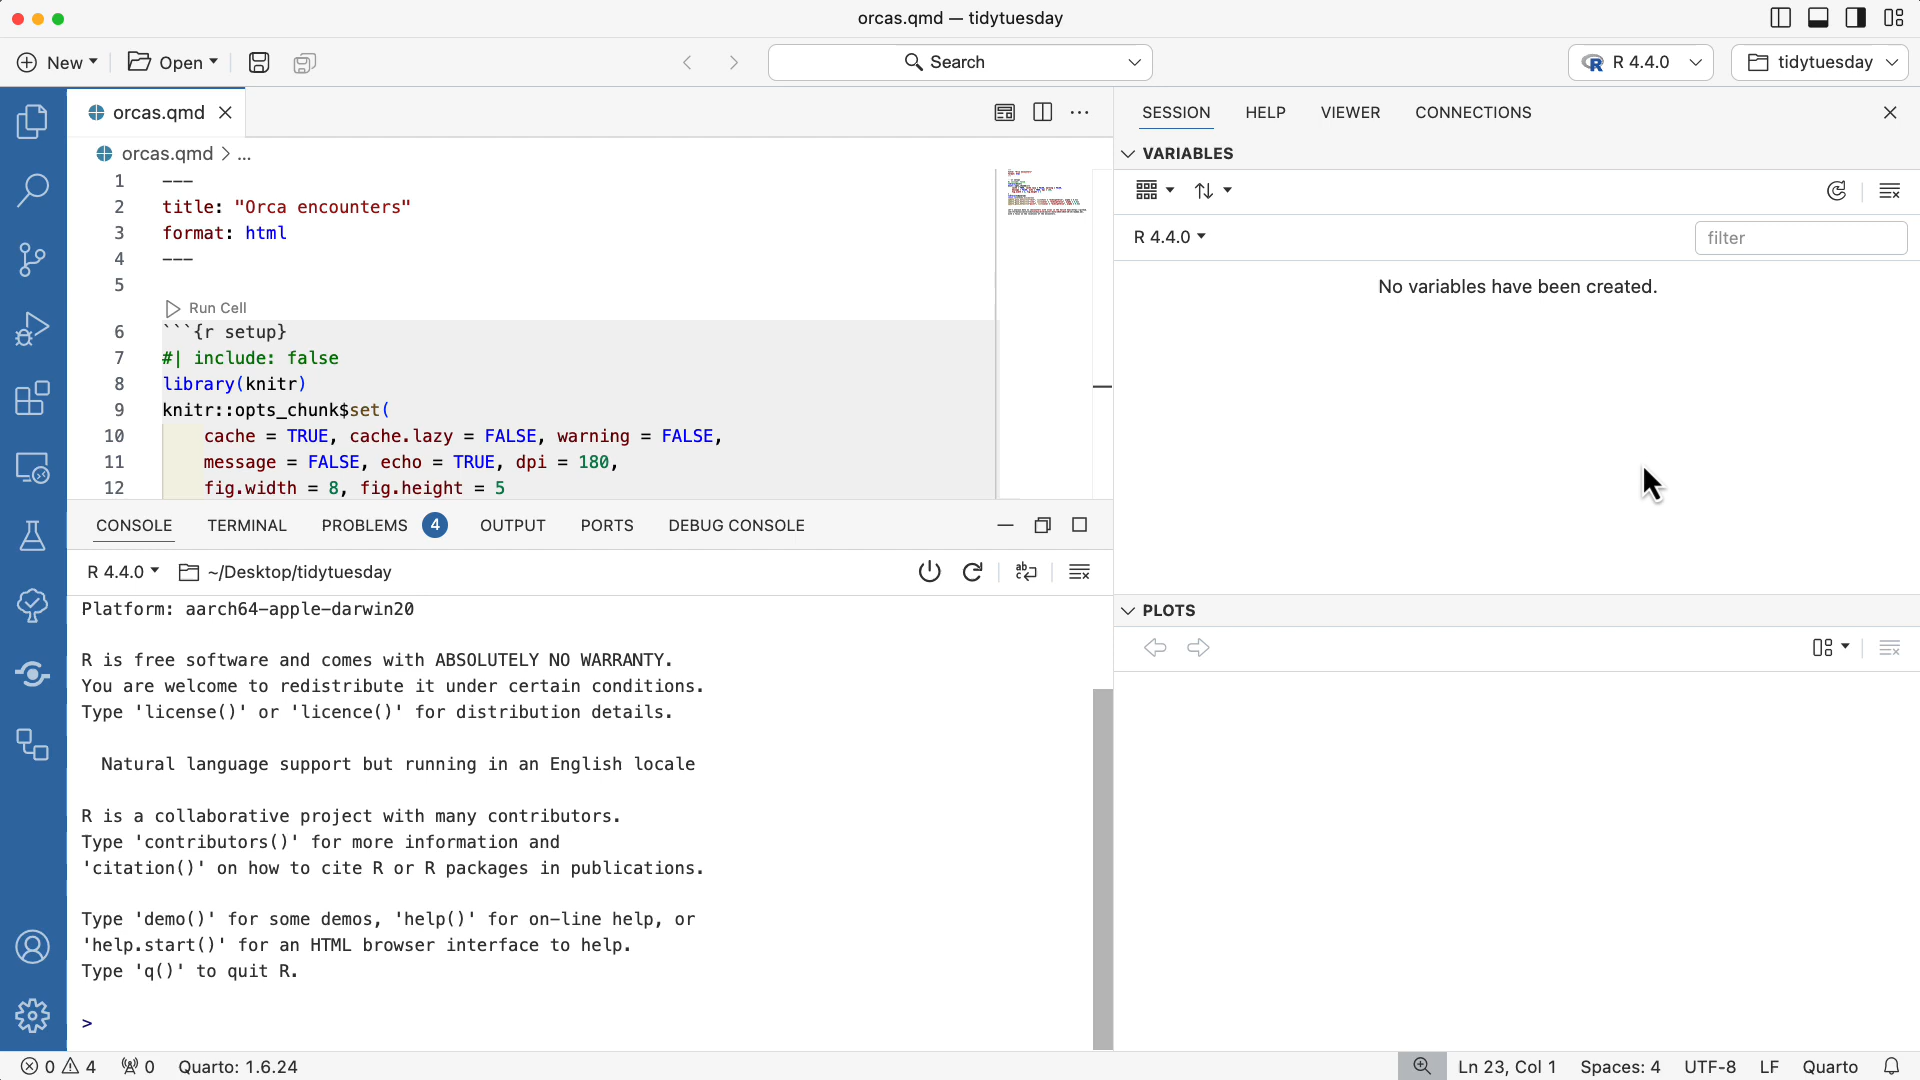 orcas.qmd — tidytuesday
New
Open
Search
R 4.4.0
tidytuesday
orcas.qmd
SESSION
HELP
VIEWER
CONNECTIONS
orcas.qmd > ...
1 ---
2 title: "Orca encounters"
3 format: html
4 ---
5
Run Cell
6 ```{r setup}
7 #| include: false
8 library(knitr)
9 knitr::opts_chunk$set(
10 cache = TRUE, cache.lazy = FALSE, warning = FALSE,
11 message = FALSE, echo = TRUE, dpi = 180,
12 fig.width = 8, fig.height = 5
VARIABLES
R 4.4.0
filter
No variables have been created.
CONSOLE
TERMINAL
PROBLEMS 4
OUTPUT
PORTS
DEBUG CONSOLE
R 4.4.0
~/Desktop/tidytuesday
Platform: aarch64-apple-darwin20
R is free software and comes with ABSOLUTELY NO WARRANTY.
You are welcome to redistribute it under certain conditions.
Type 'license()' or 'licence()' for distribution details.
Natural language support but running in an English locale
R is a collaborative project with many contributors.
Type 'contributors()' for more information and
'citation()' on how to cite R or R packages in publications.
Type 'demo()' for some demos, 'help()' for on-line help, or
'help.start()' for an HTML browser interface to help.
Type 'q()' to quit R.
>
PLOTS
0 4
0
Quarto: 1.6.24
Ln 23, Col 1
Spaces: 4
UTF-8
LF
Quarto